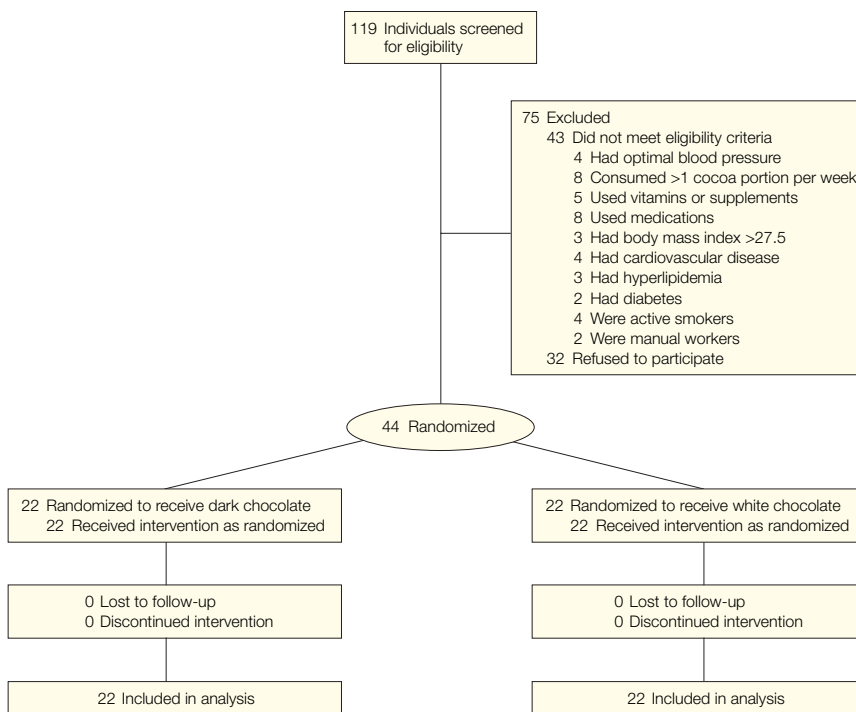 119 Individuals screened
for eligibility
75 Excluded
43 Did not meet eligibility criteria
4 Had optimal blood pressure
8 Consumed >1 cocoa portion per week
5 Used vitamins or supplements
8 Used medications
3 Had body mass index >27.5
4 Had cardiovascular disease
3 Had hyperlipidemia
2 Had diabetes
4 Were active smokers
2 Were manual workers
32 Refused to participate
44 Randomized
22 Randomized to receive dark chocolate
22 Received intervention as randomized
22 Randomized to receive white chocolate
22 Received intervention as randomized
0 Lost to follow-up
0 Discontinued intervention
0 Lost to follow-up
0 Discontinued intervention
22 Included in analysis
22 Included in analysis